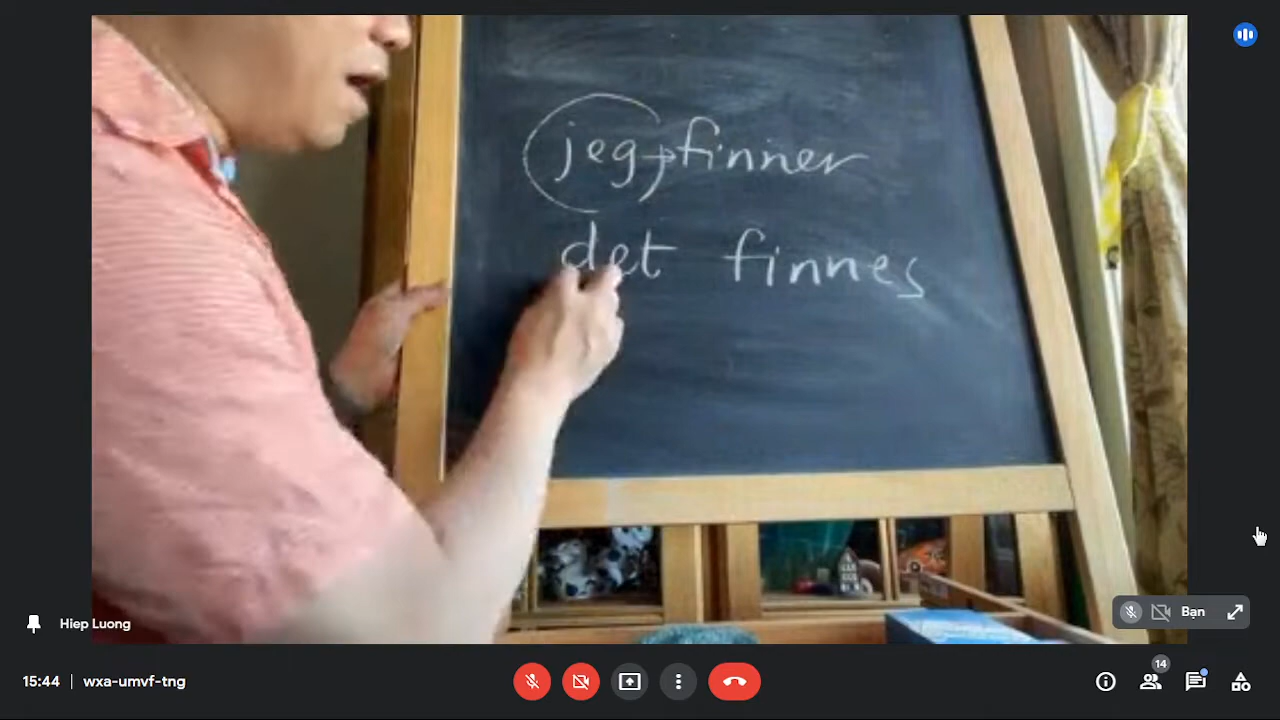 jeg → finner
det finnes
Hiep Luong
Bạn
15:44 | wxa-umvf-tng
14